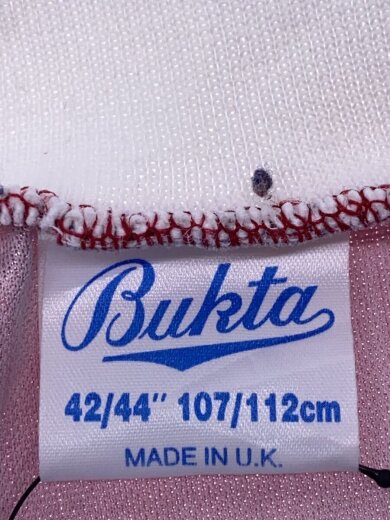 Bukta
42/44" 107/112cm
MADE IN U.K.